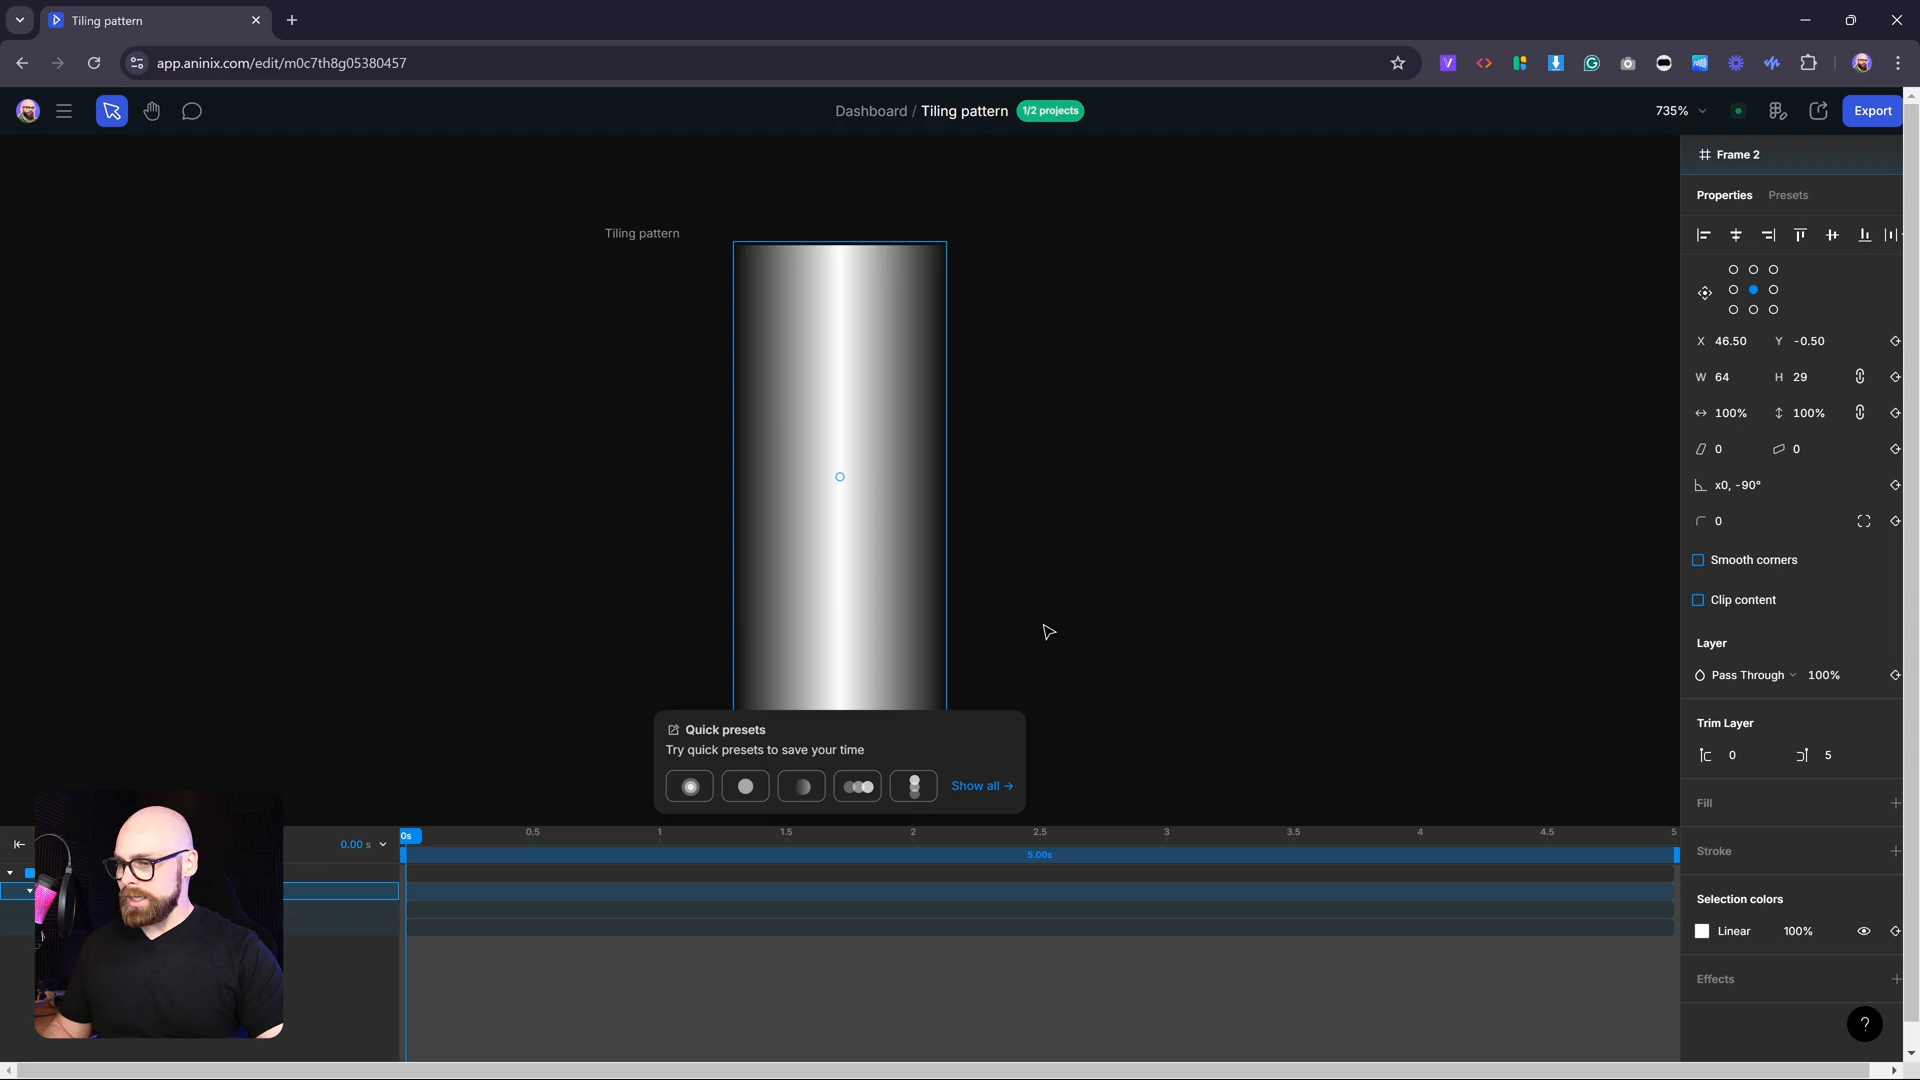 Tiling pattern
app.aninix.com/edit/m0c7th8g05380457
Dashboard / Tiling pattern
1/2 projects
735%
Export
Frame 2
Properties
Presets
Tiling pattern
X 46.50 Y -0.50
W 64 H 29
100% 100%
0 0
x0, -90°
0
Smooth corners
Clip content
Layer
Pass Through 100%
Trim Layer
0 5
Fill
Stroke
Selection colors
Linear 100%
Effects
?
Quick presets
Try quick presets to save your time
Show all →
0.00 s
0s 0.5 1 1.5 2 2.5 3 3.5 4 4.5 5
5.00s